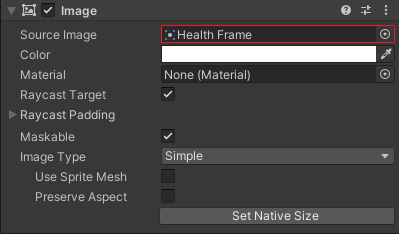 Image
Source Image Health Frame
Color
Material None (Material)
Raycast Target
Raycast Padding
Maskable
Image Type Simple
Use Sprite Mesh
Preserve Aspect
Set Native Size